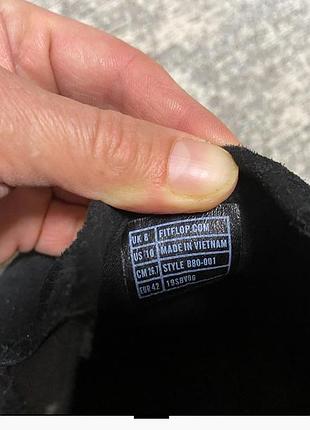 UK 8 FITFLOP.COM
US 10 MADE IN VIETNAM
CM 26.7 STYLE B80-001
EUR 42